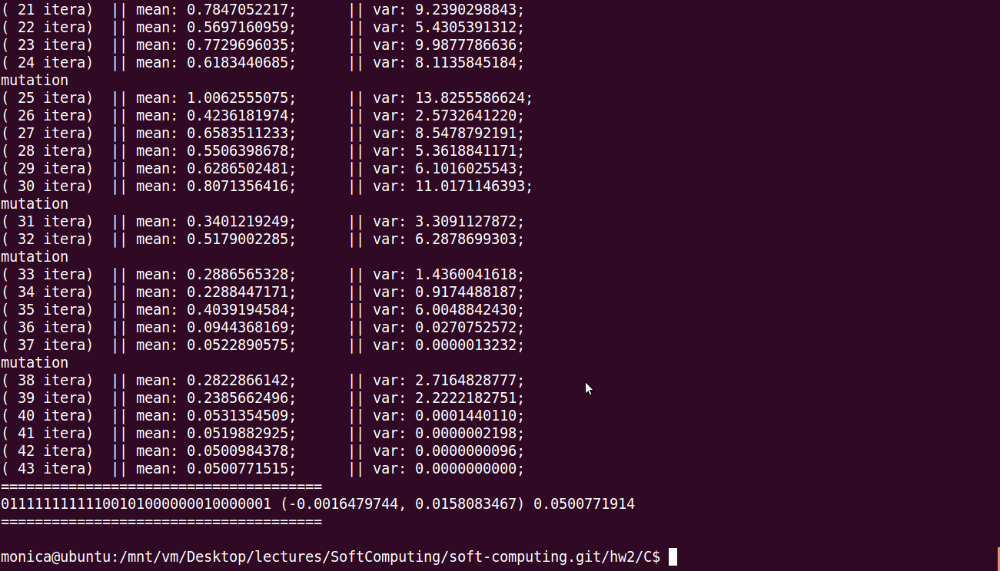 ( 21 itera)  || mean: 0.7847052217;      || var: 9.2390298843;
( 22 itera)  || mean: 0.5697160959;      || var: 5.4305391312;
( 23 itera)  || mean: 0.7729696035;      || var: 9.9877786636;
( 24 itera)  || mean: 0.6183440685;      || var: 8.1135845184;
mutation
( 25 itera)  || mean: 1.0062555075;      || var: 13.8255586624;
( 26 itera)  || mean: 0.4236181974;      || var: 2.5732641220;
( 27 itera)  || mean: 0.6583511233;      || var: 8.5478792191;
( 28 itera)  || mean: 0.5506398678;      || var: 5.3618841171;
( 29 itera)  || mean: 0.6286502481;      || var: 6.1016025543;
( 30 itera)  || mean: 0.8071356416;      || var: 11.0171146393;
mutation
( 31 itera)  || mean: 0.3401219249;      || var: 3.3091127872;
( 32 itera)  || mean: 0.5179002285;      || var: 6.2878699303;
mutation
( 33 itera)  || mean: 0.2886565328;      || var: 1.4360041618;
( 34 itera)  || mean: 0.2288447171;      || var: 0.9174488187;
( 35 itera)  || mean: 0.4039194584;      || var: 6.0048842430;
( 36 itera)  || mean: 0.0944368169;      || var: 0.0270752572;
( 37 itera)  || mean: 0.0522890575;      || var: 0.0000013232;
mutation
( 38 itera)  || mean: 0.2822866142;      || var: 2.7164828777;
( 39 itera)  || mean: 0.2385662496;      || var: 2.2222182751;
( 40 itera)  || mean: 0.0531354509;      || var: 0.0001440110;
( 41 itera)  || mean: 0.0519882925;      || var: 0.0000002198;
( 42 itera)  || mean: 0.0500984378;      || var: 0.0000000096;
( 43 itera)  || mean: 0.0500771515;      || var: 0.0000000000;
======================================
01111111111100101000000010000001 (-0.0016479744, 0.0158083467) 0.0500771914
======================================
monica@ubuntu:/mnt/vm/Desktop/lectures/SoftComputing/soft-computing.git/hw2/C$